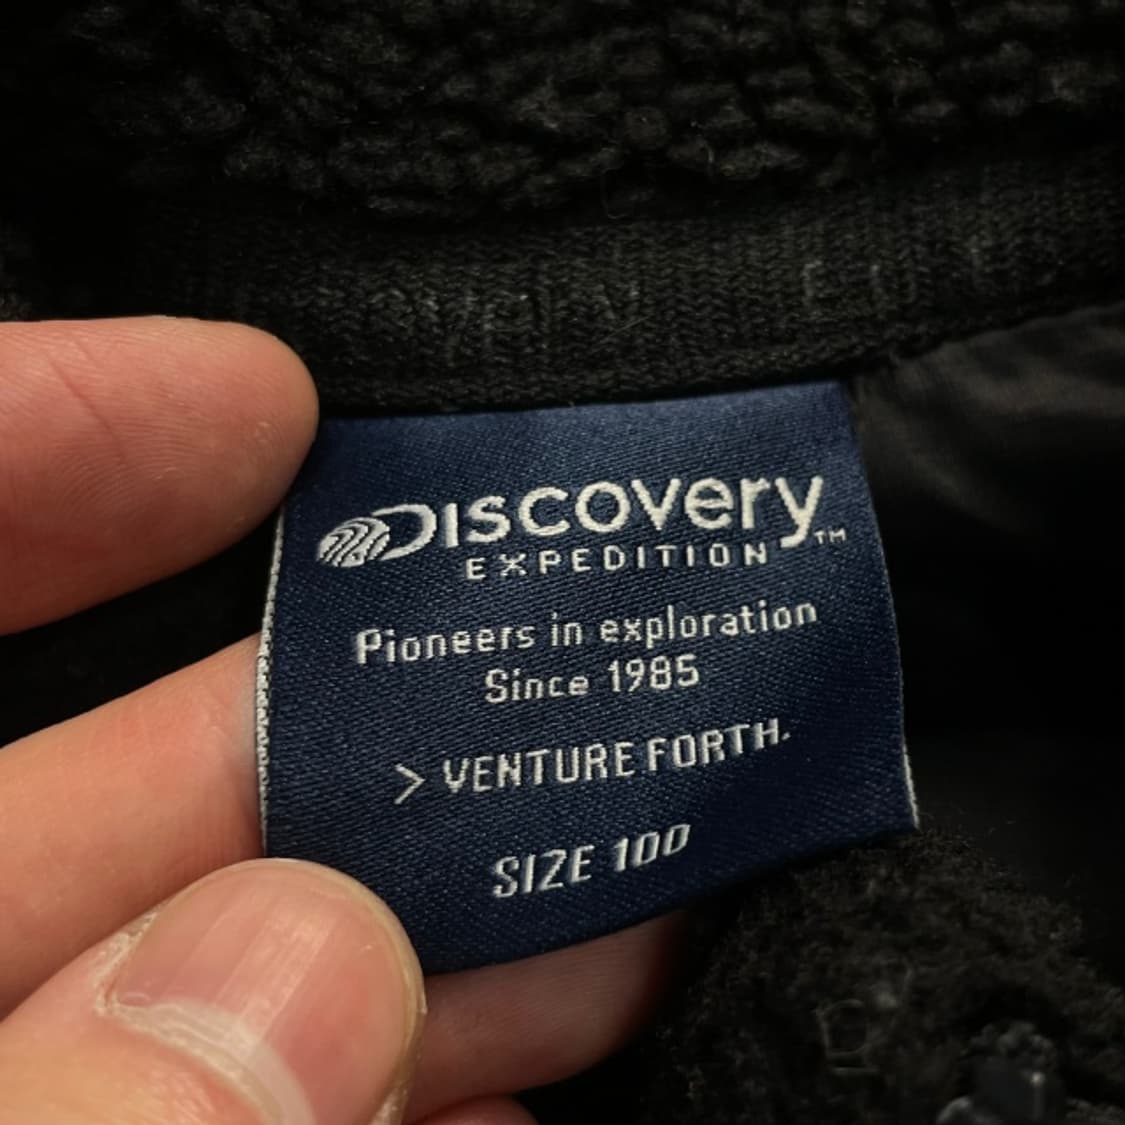 DISCOVERY
EXPEDITION™
Pioneers in exploration
Since 1985
> VENTURE FORTH.
SIZE 100